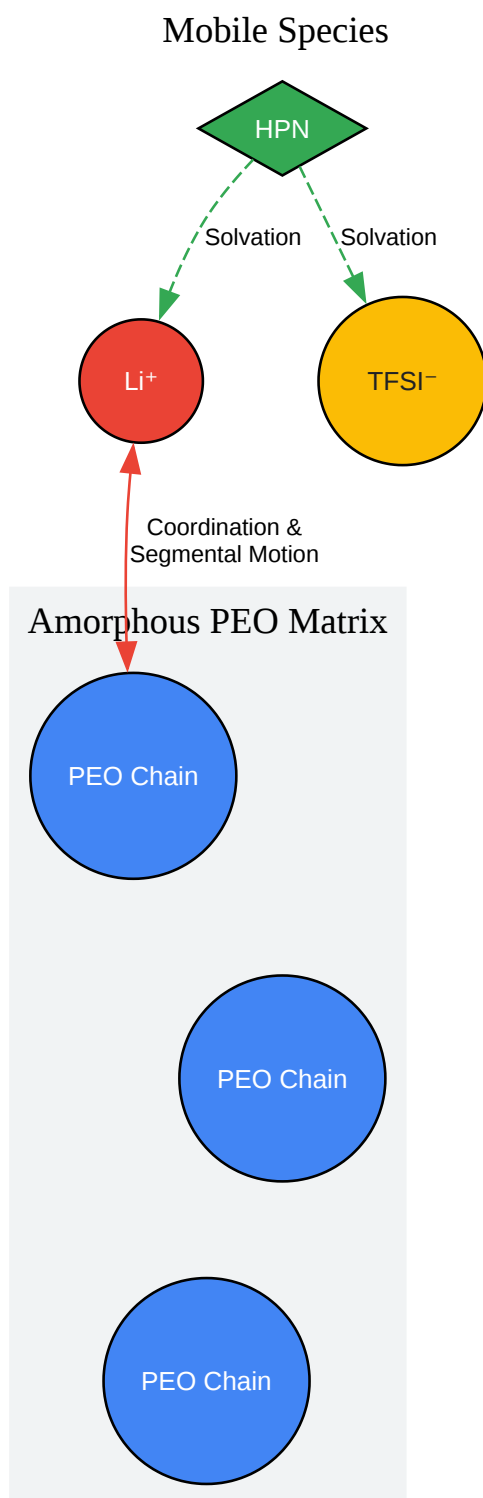 Mobile Species
HPN
Solvation
Solvation
Li⁺
TFSI⁻
Coordination &
Segmental Motion
Amorphous PEO Matrix
PEO Chain
PEO Chain
PEO Chain